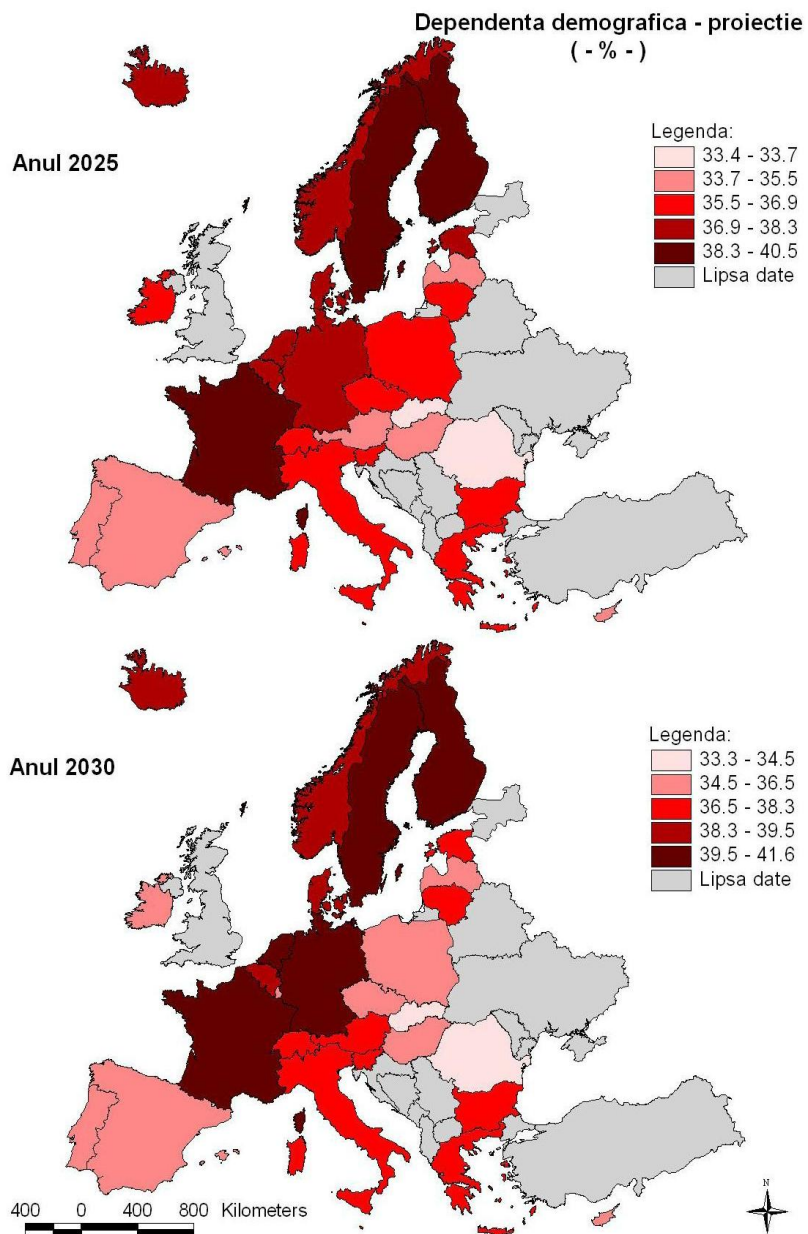 Dependenta demografica - proiectie
( - % - )
Anul 2025
Legenda:
33.4 - 33.7
33.7 - 35.5
35.5 - 36.9
36.9 - 38.3
38.3 - 40.5
Lipsa date
Anul 2030
Legenda:
33.3 - 34.5
34.5 - 36.5
36.5 - 38.3
38.3 - 39.5
39.5 - 41.6
Lipsa date
400 0 400 800 Kilometers
N